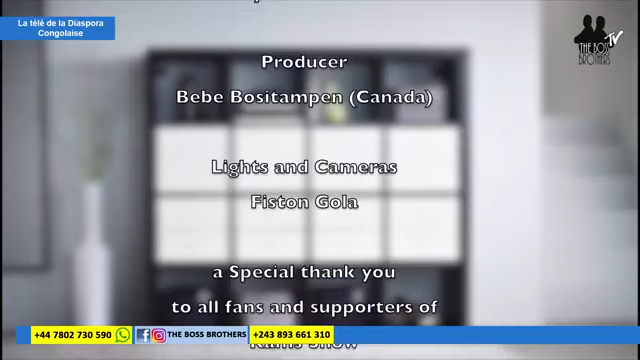 La télé de la Diaspora
Congolaise
THE BOSS
BROTHERS
TV
Producer
Bebe Bositampen (Canada)
Lights and Cameras
Fiston Gola
a Special thank you
to all fans and supporters of
Show
+44 7802 730 590
THE BOSS BROTHERS
+243 893 661 310